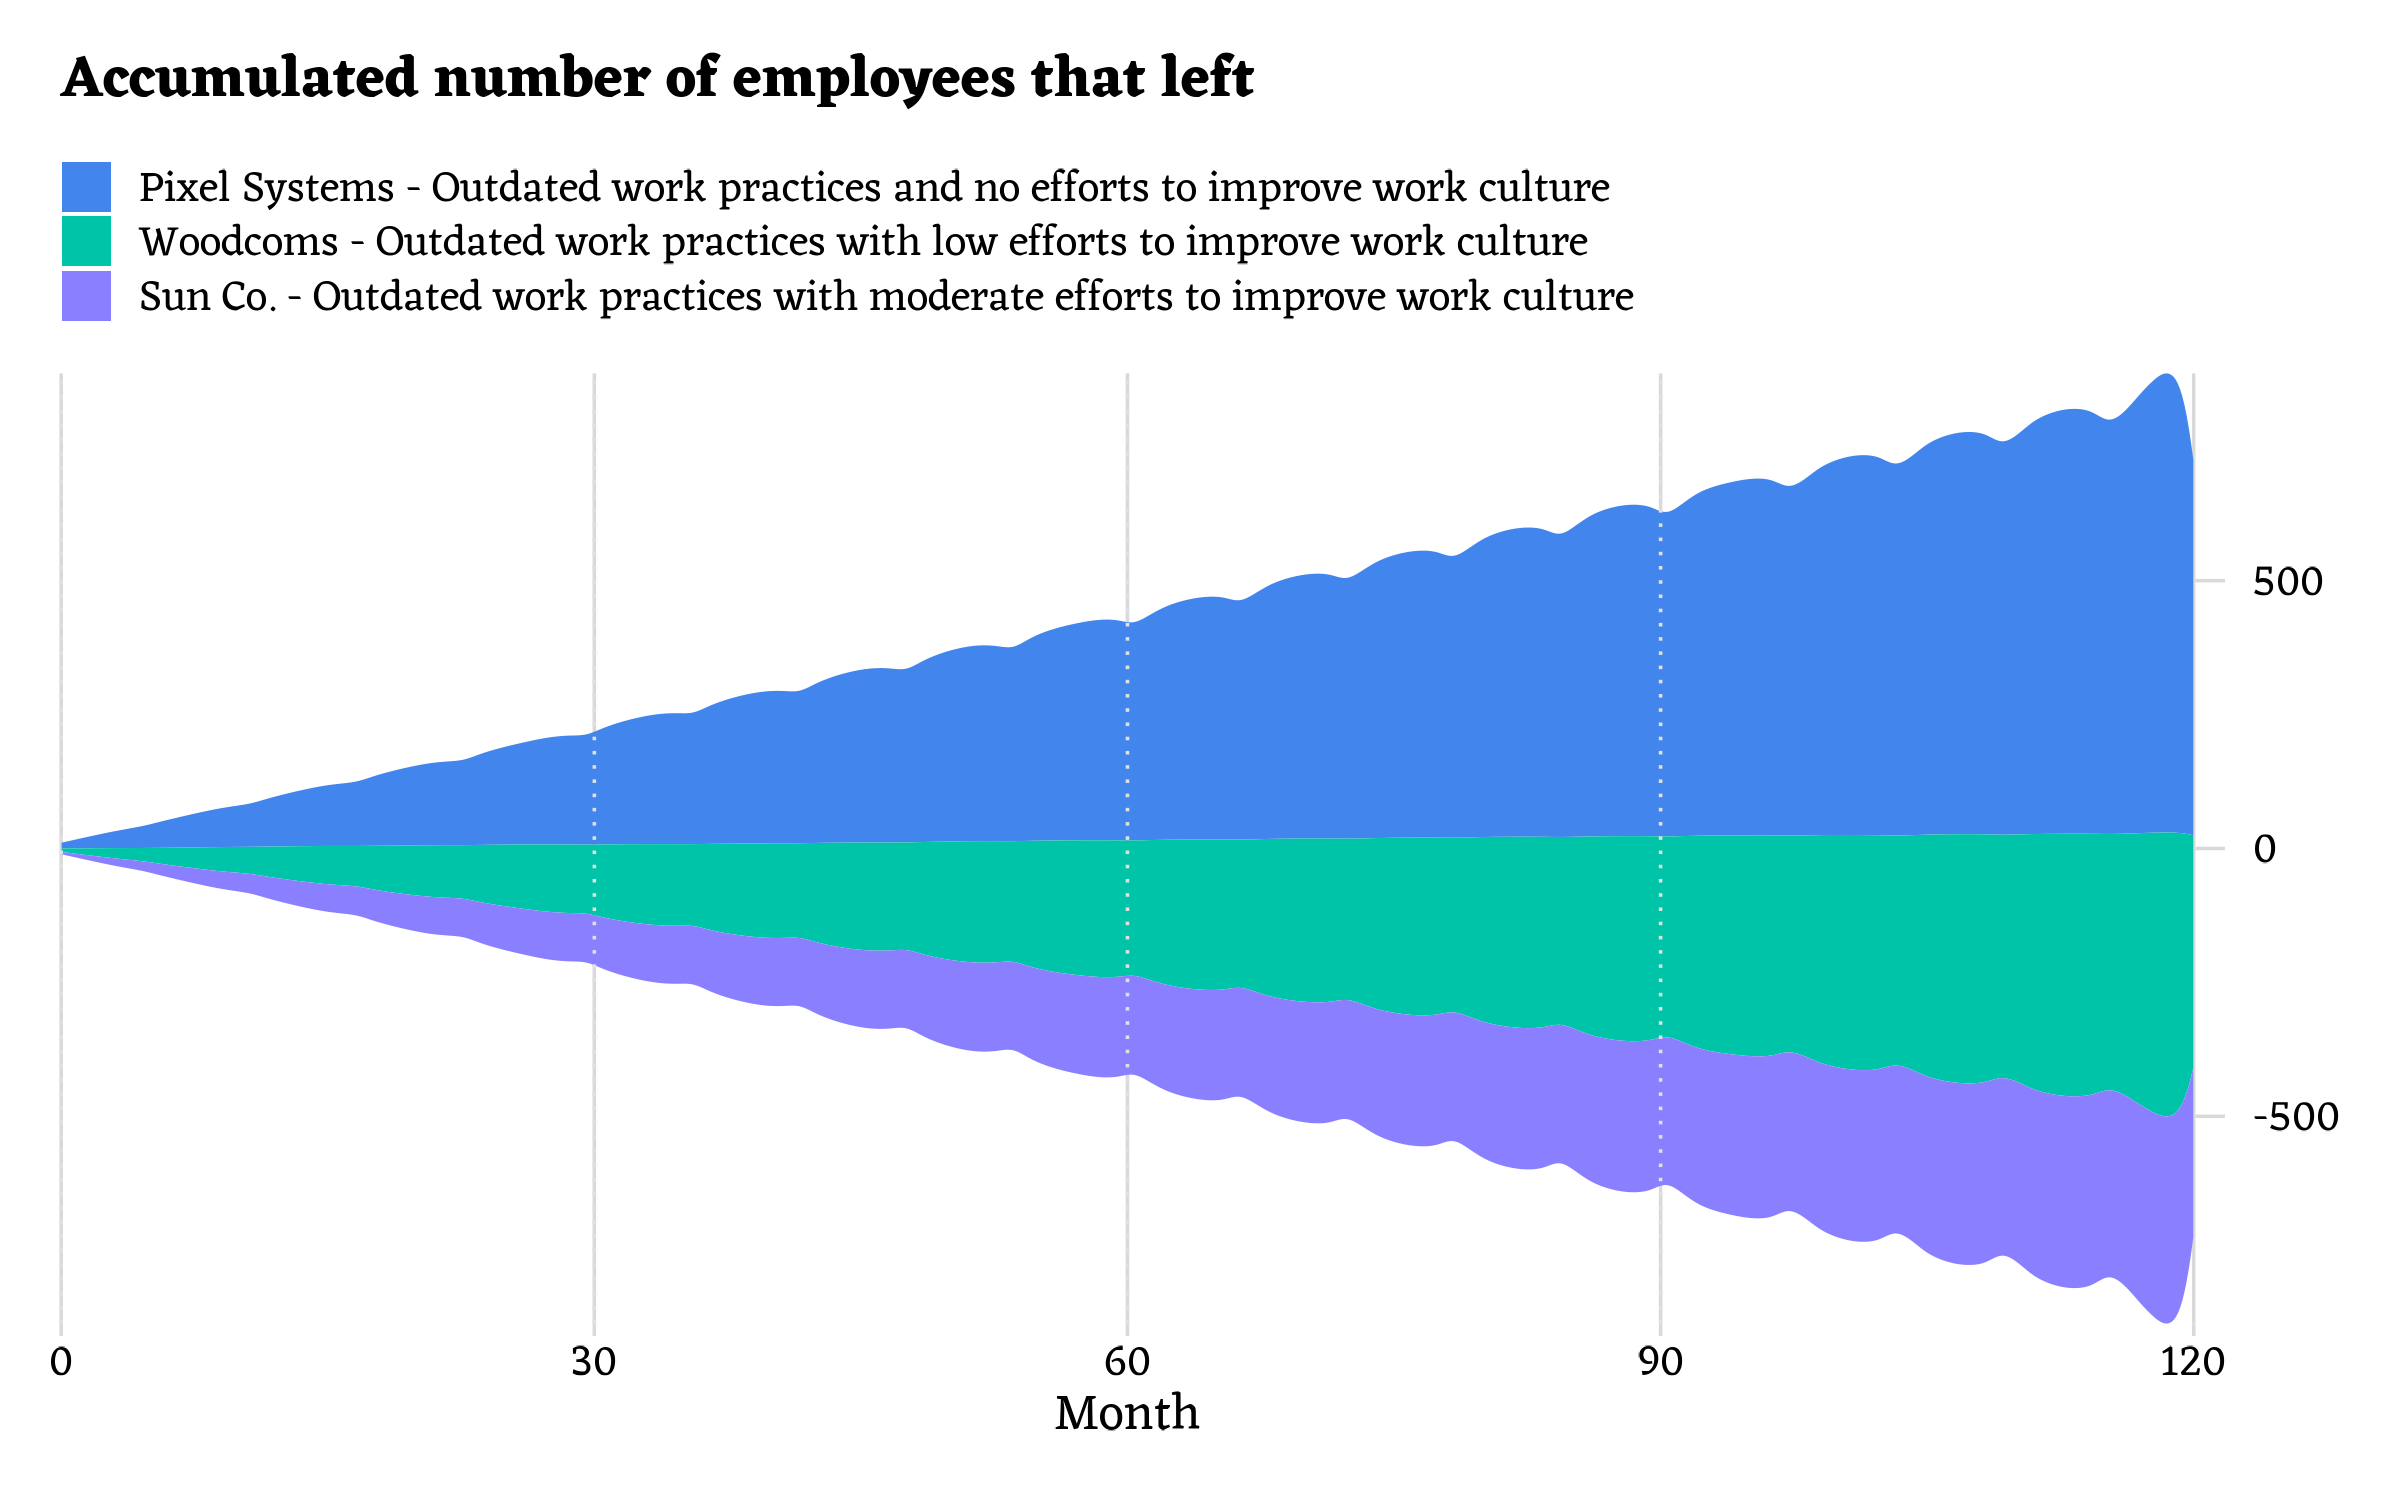 Accumulated number of employees that left
Pixel Systems - Outdated work practices and no efforts to improve work culture
Woodcoms - Outdated work practices with low efforts to improve work culture
Sun Co. - Outdated work practices with moderate efforts to improve work culture
500
0
-500
0 30 60 90 120
Month